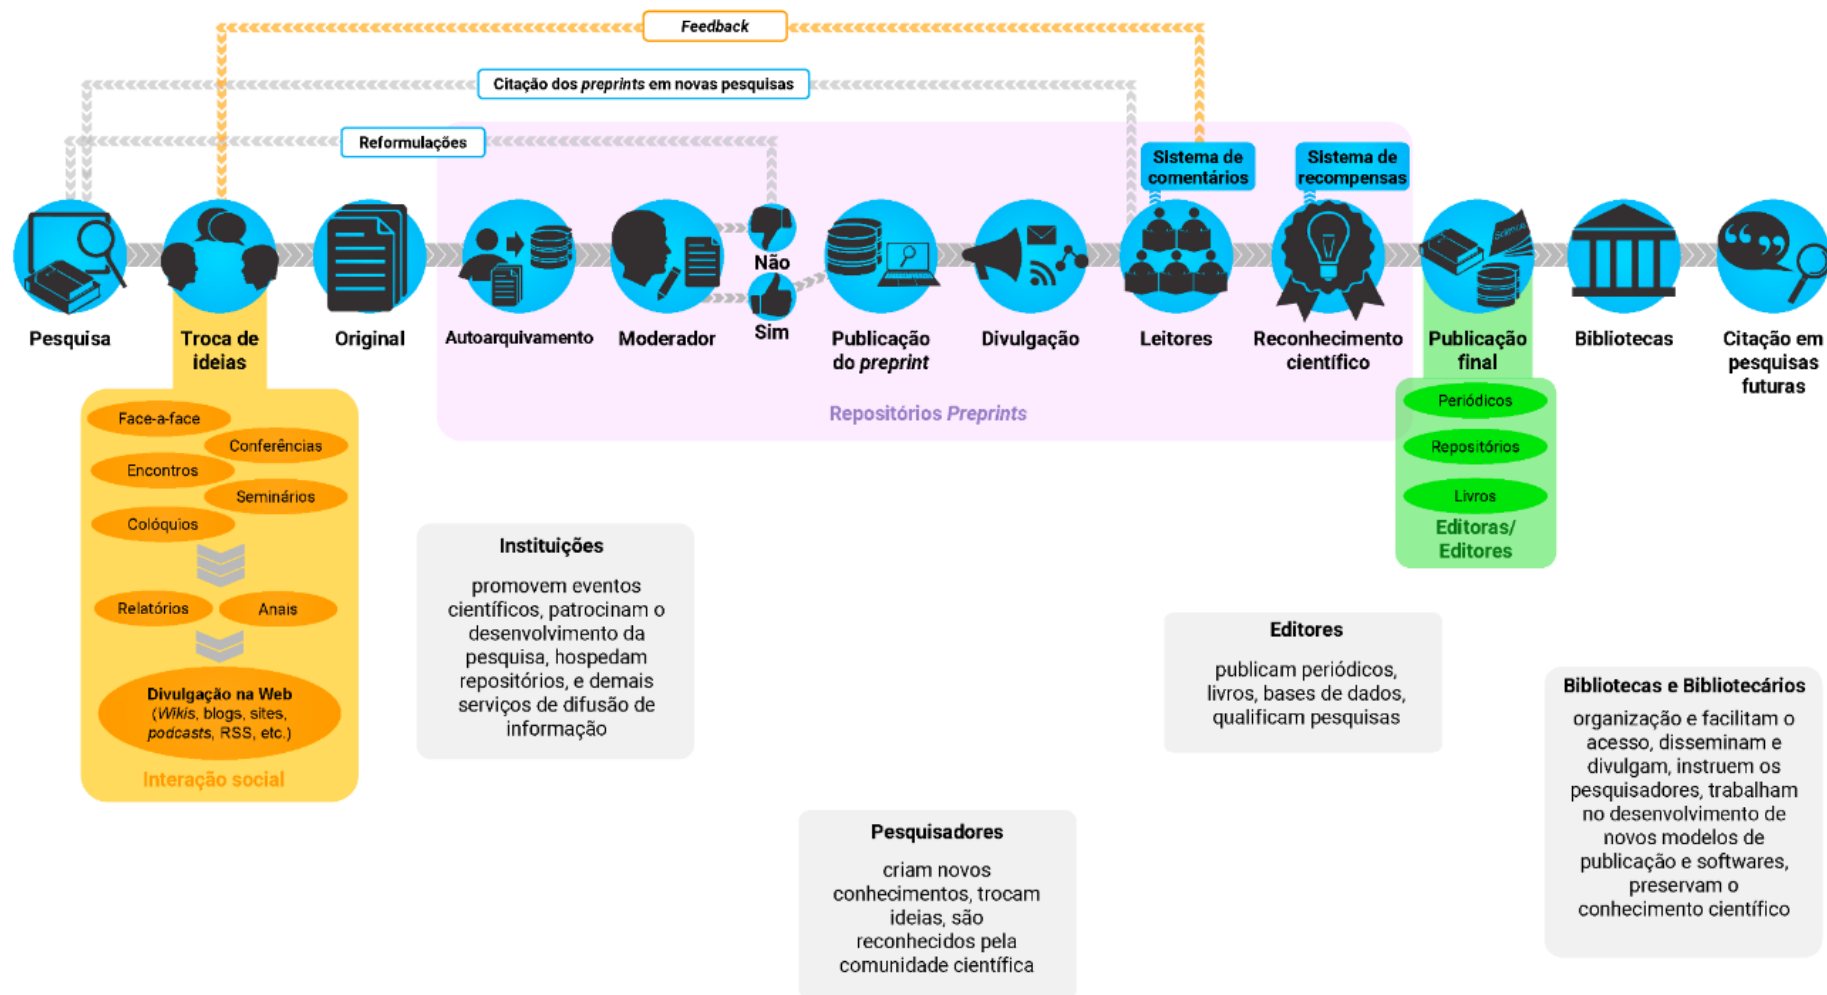 Feedback
Citação dos preprints em novas pesquisas
Reformulações
Sistema de
comentários
Sistema de
recompensas
Não
Sim
Science
Pesquisa
Troca de
ideias
Original
Autoarquivamento
Moderador
Publicação
do preprint
Divulgação
Leitores
Reconhecimento
científico
Publicação
final
Bibliotecas
Citação em
pesquisas
futuras
Repositórios Preprints
Face-a-face
Conferências
Encontros
Seminários
Colóquios
Relatórios
Anais
Divulgação na Web
(Wikis, blogs, sites,
podcasts, RSS, etc.)
Interação social
Periódicos
Repositórios
Livros
Editoras/
Editores
Instituições
promovem eventos
científicos, patrocinam o
desenvolvimento da
pesquisa, hospedam
repositórios, e demais
serviços de difusão de
informação
Pesquisadores
criam novos
conhecimentos, trocam
ideias, são
reconhecidos pela
comunidade científica
Editores
publicam periódicos,
livros, bases de dados,
qualificam pesquisas
Bibliotecas e Bibliotecários
organização e facilitam o
acesso, disseminam e
divulgam, instruem os
pesquisadores, trabalham
no desenvolvimento de
novos modelos de
publicação e softwares,
preservam o
conhecimento científico